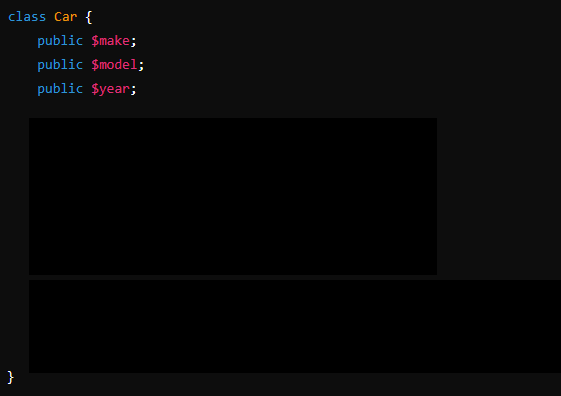 class Car {
    public $make;
    public $model;
    public $year;
}